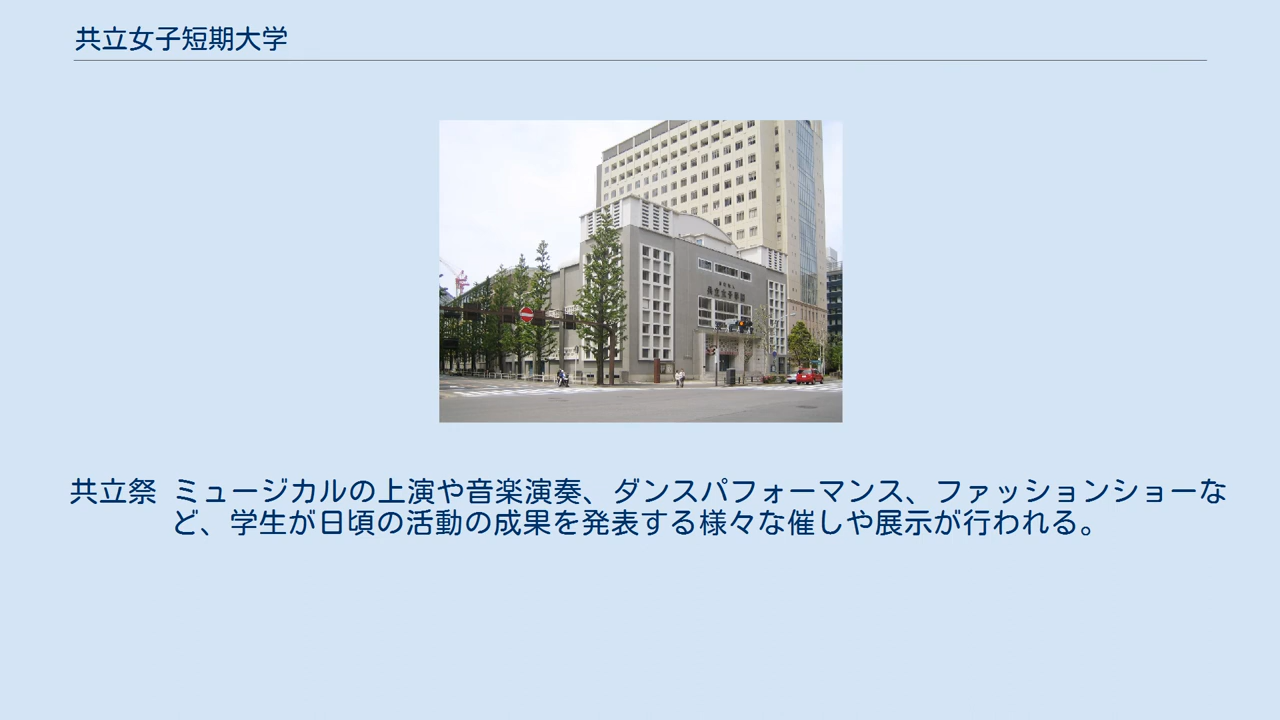 共立女子短期大学
共立祭 ミュージカルの上演や音楽演奏、ダンスパフォーマンス、ファッションショーな
ど、学生が日頃の活動の成果を発表する様々な催しや展示が行われる。